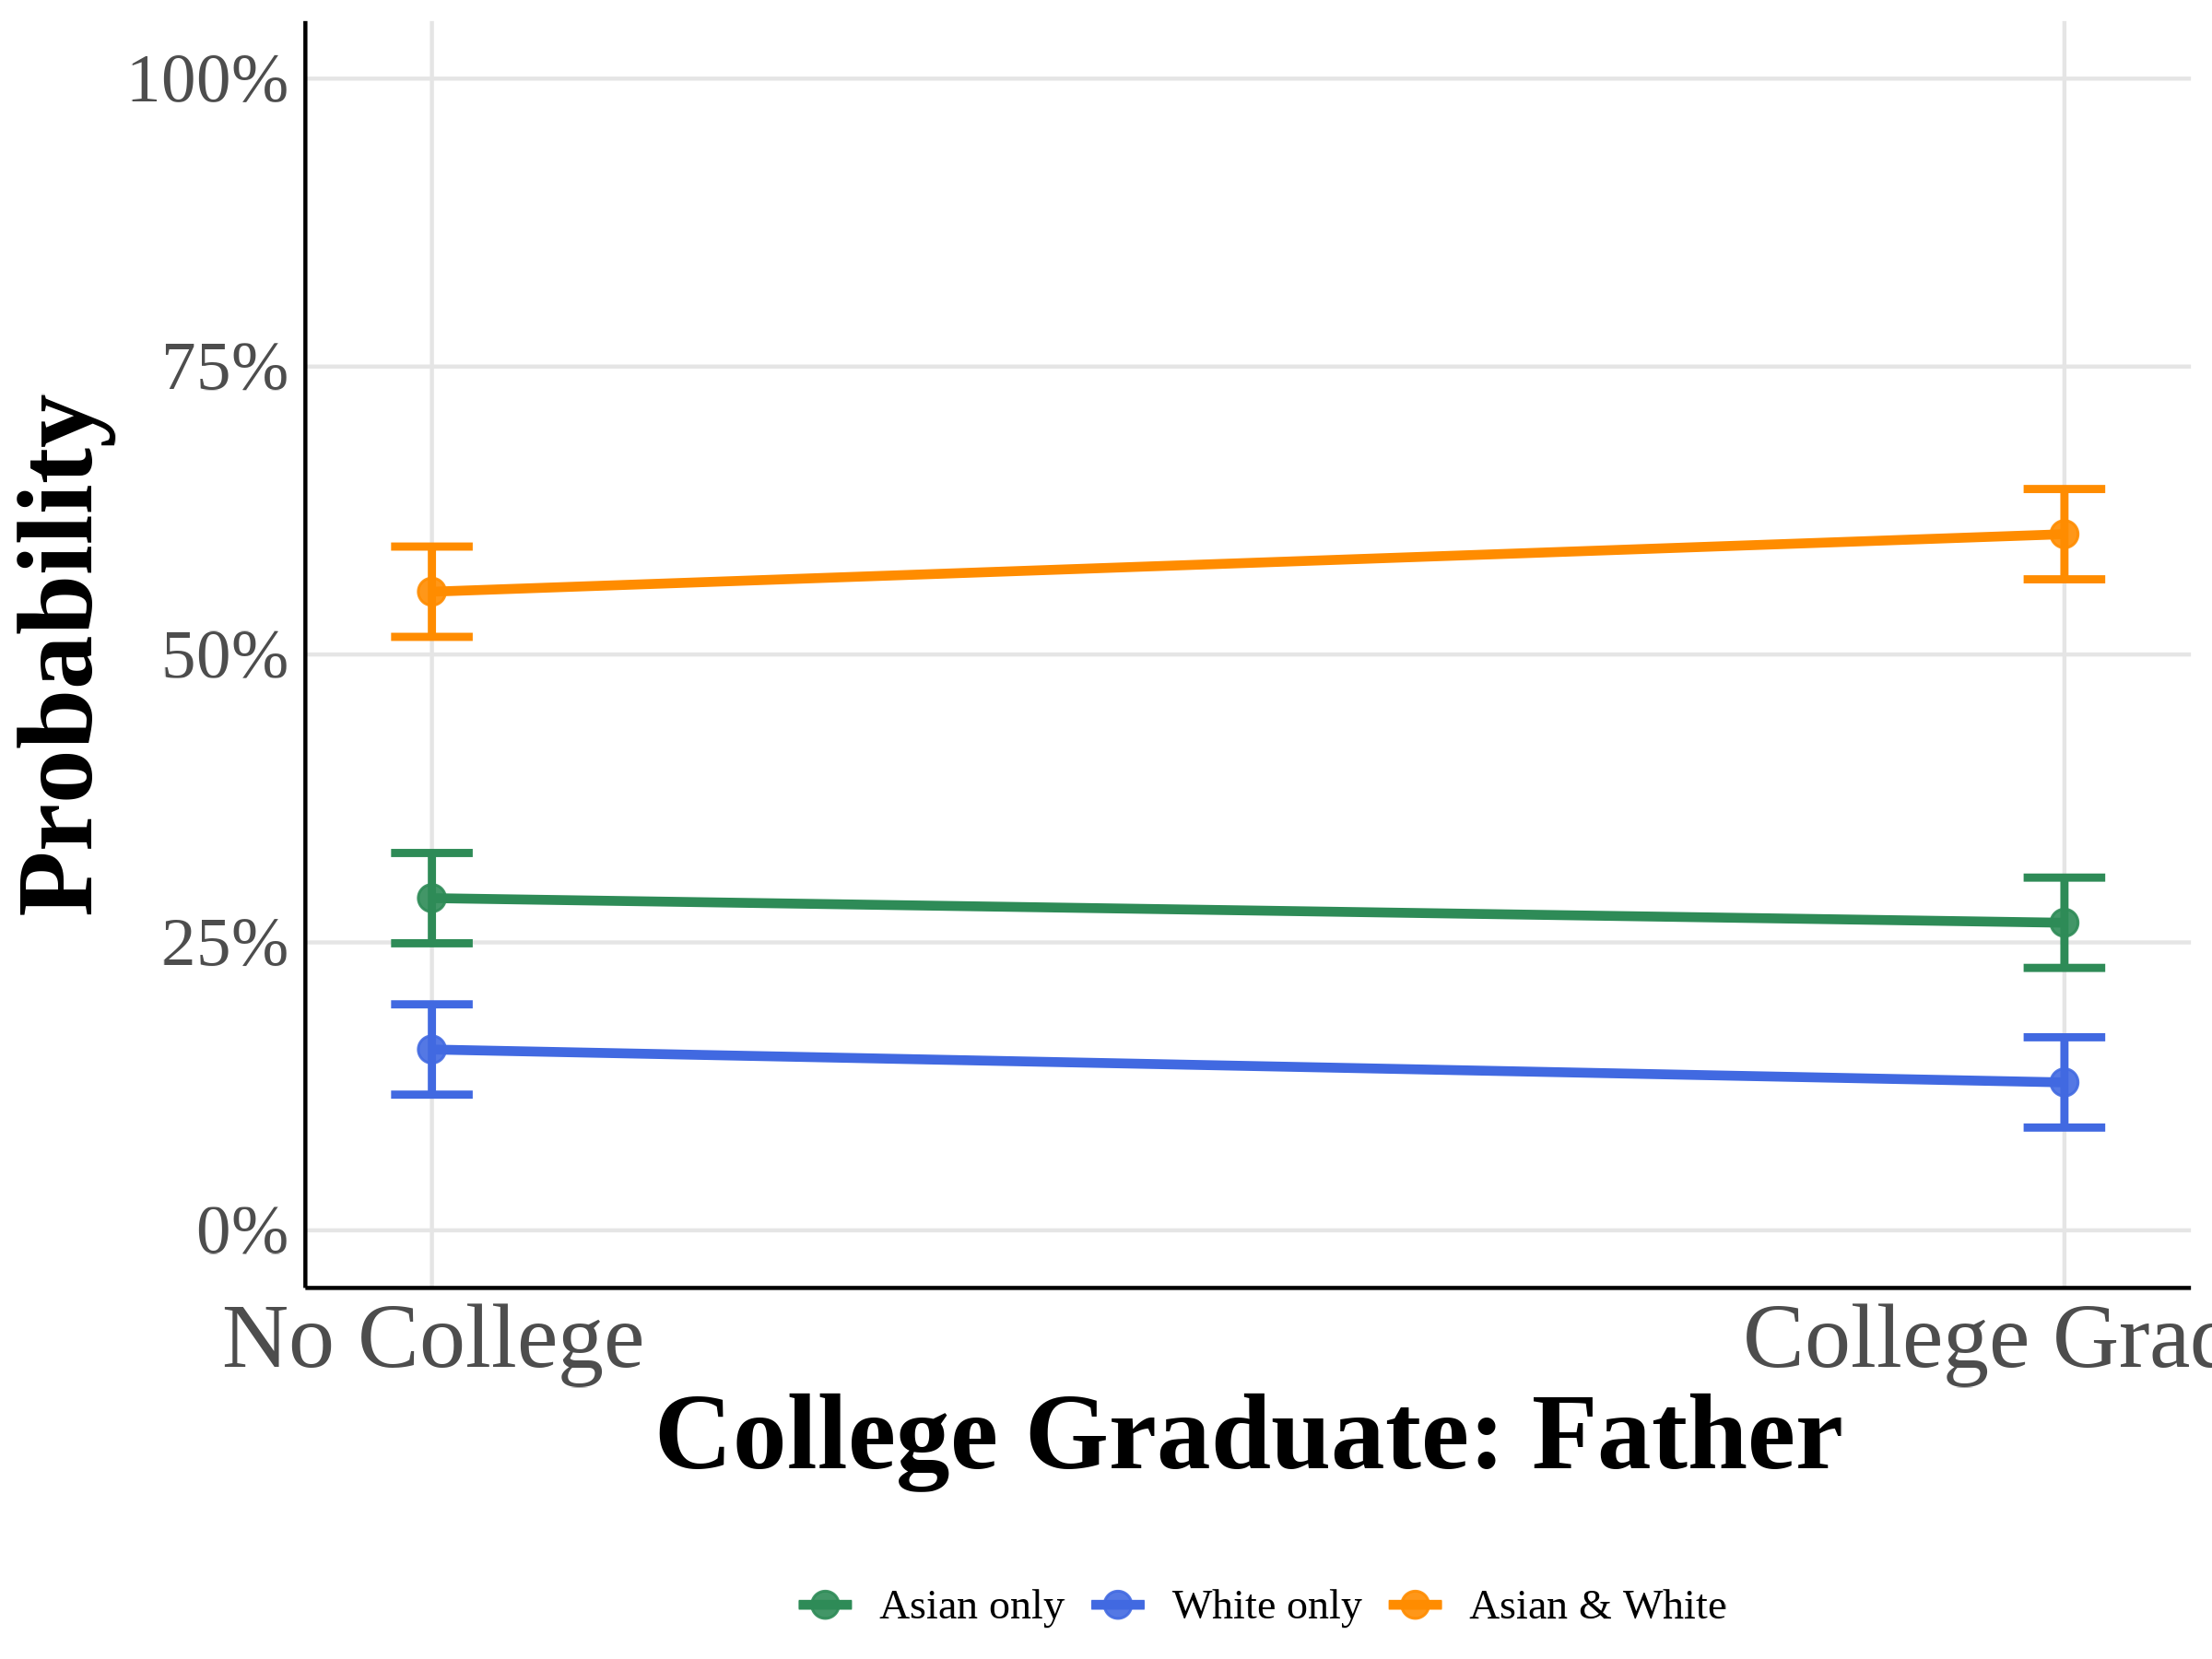 100%
75%
50%
25%
0%
Probability
No College
College Grad
College Graduate: Father
Asian only
White only
Asian & White